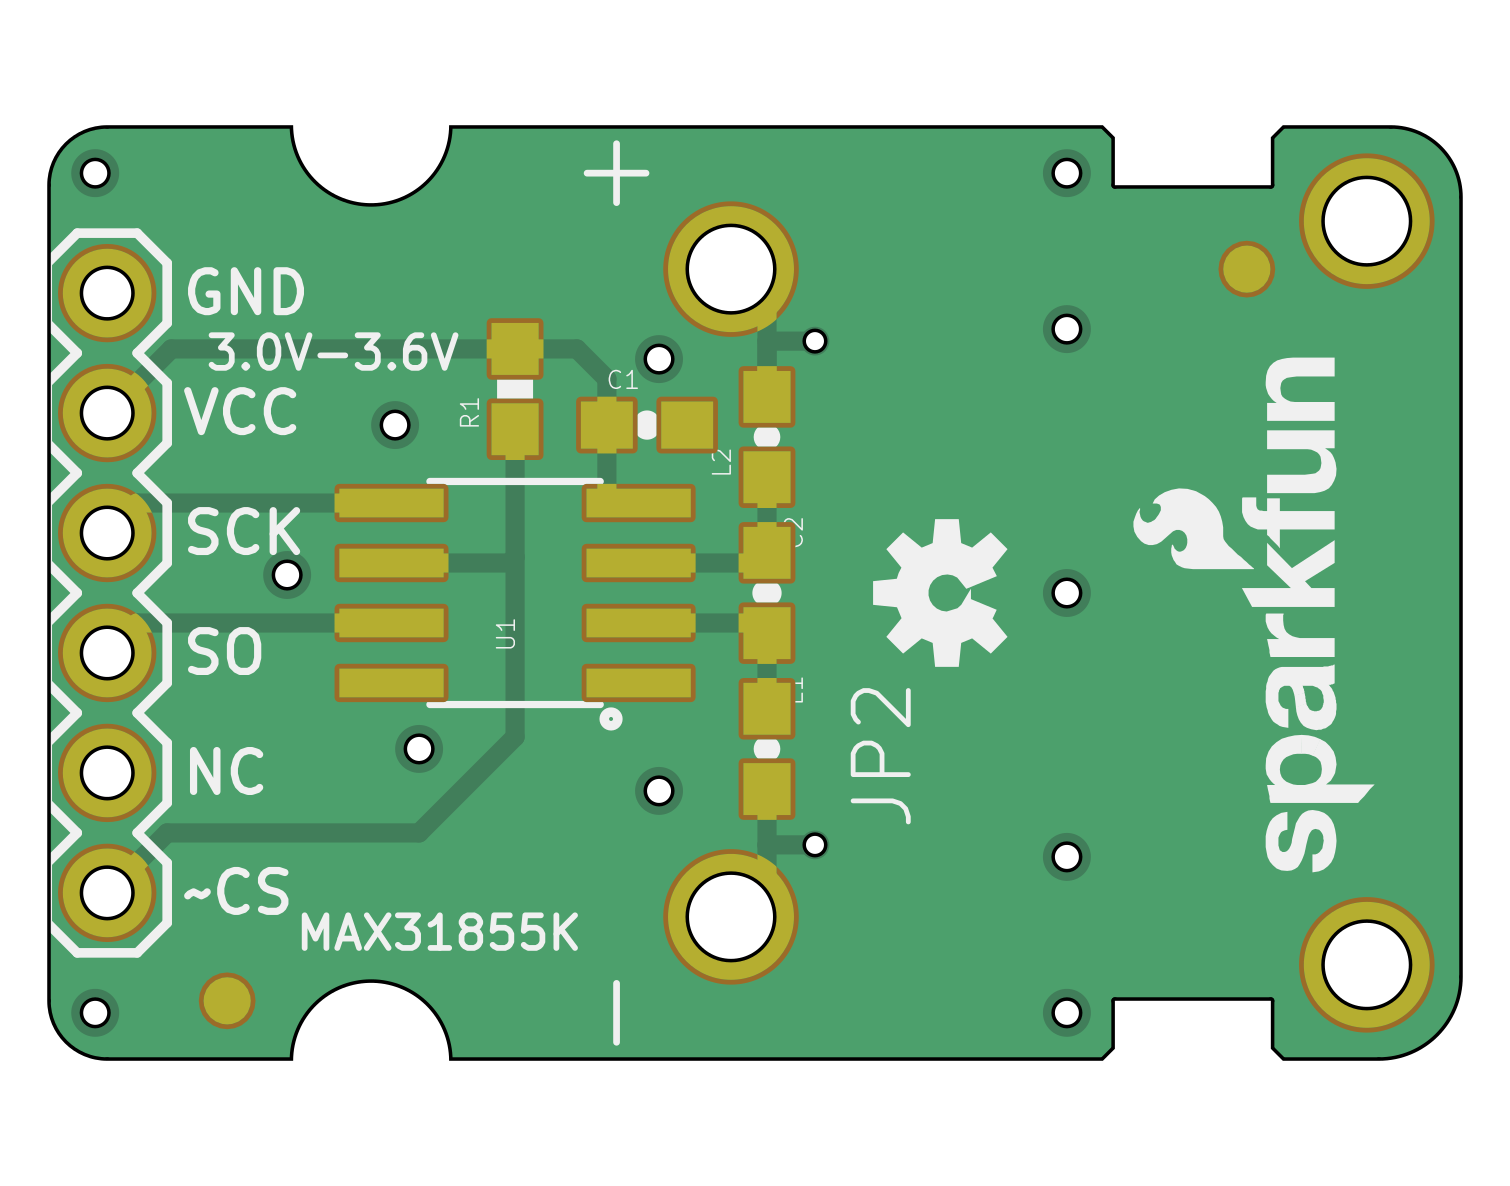 GND
3.0V-3.6V
VCC
SCK
SO
NC
~CS
MAX31855K
+
-
R1
C1
L2
C2
U1
L1
JP2
sparkfun